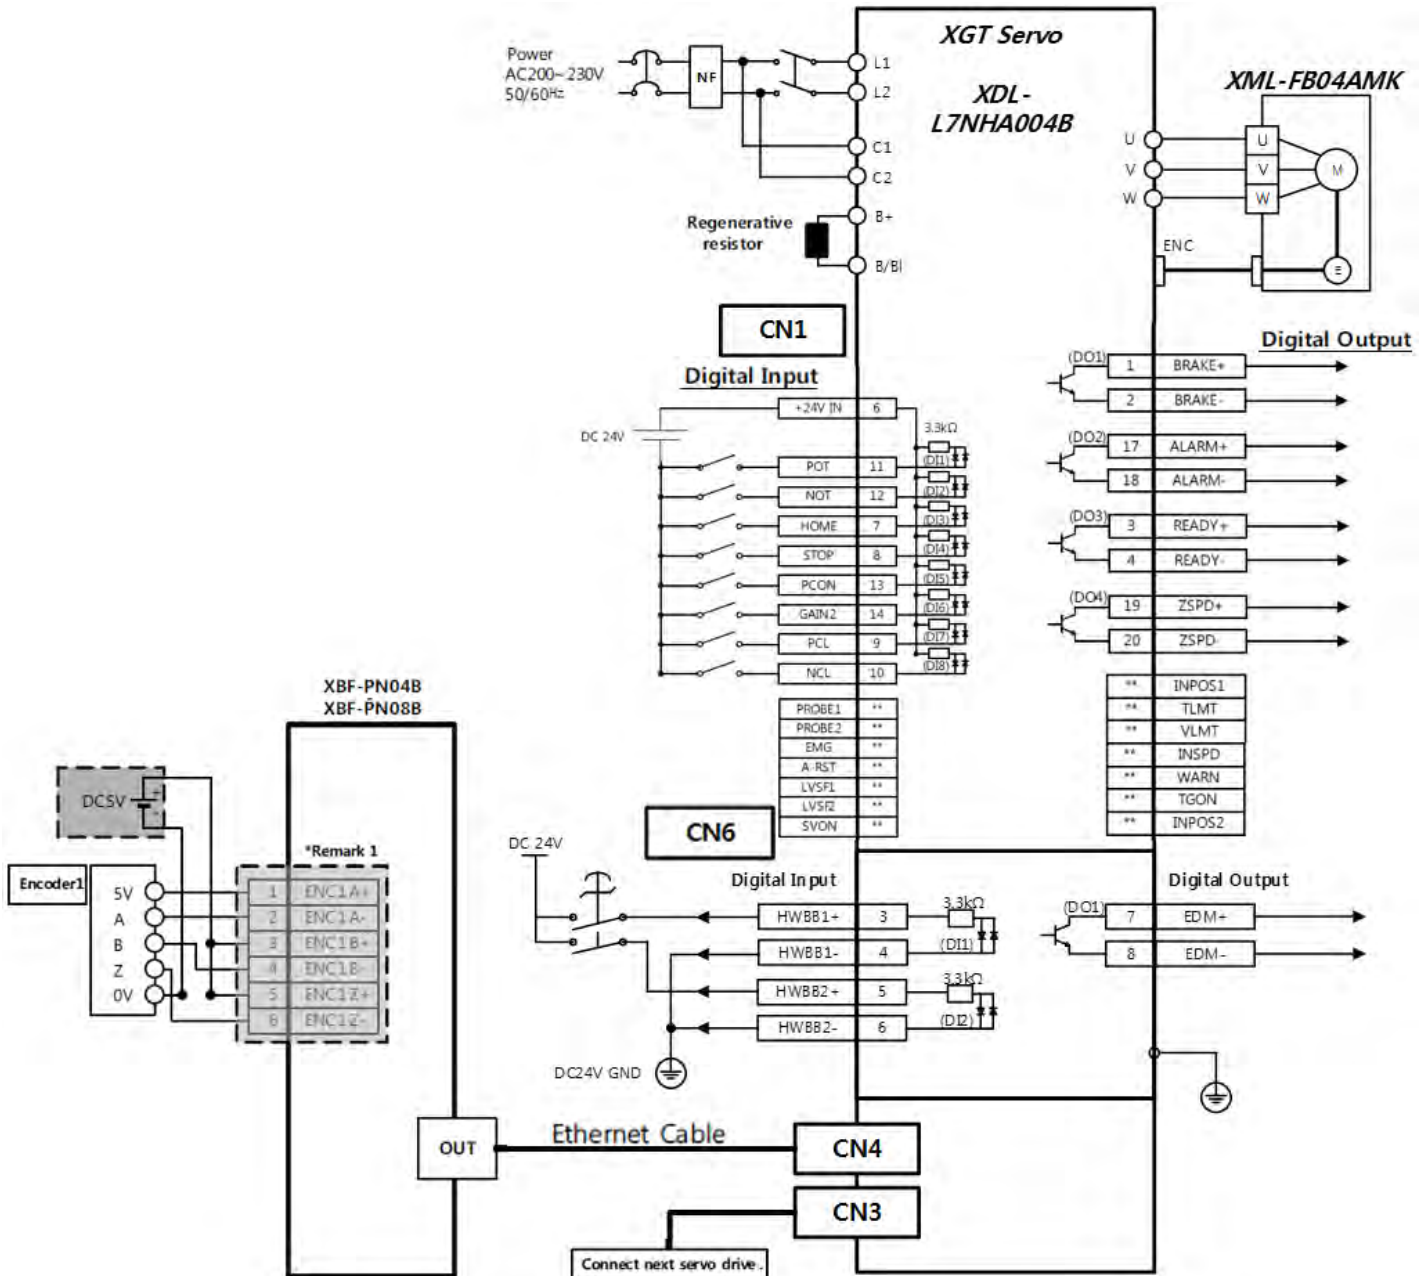 XGT Servo
XDL-
L7NHA004B
XML-FB04AMK
Power
AC200~230V
50/60Hz
NF
L1
L2
C1
C2
B+
B/BI
Regenerative
resistor
U
V
W
U
V
W
M
ENC
E
CN1
Digital Input
DC 24V
+24V IN 6
3.3kΩ
POT 11 (DI1)
NOT 12 (DI2)
HOME 7 (DI3)
STOP 8 (DI4)
PCON 13 (DI5)
GAIN2 14 (DI6)
PCL 9 (DI7)
NCL 10 (DI8)
PROBE1 **
PROBE2 **
EMG **
A-RST **
LVSF1 **
LVSF2 **
SVON **
Digital Output
(DO1) 1 BRAKE+
2 BRAKE-
(DO2) 17 ALARM+
18 ALARM-
(DO3) 3 READY+
4 READY-
(DO4) 19 ZSPD+
20 ZSPD-
** INPOS1
** TLMT
** VLMT
** INSPD
** WARN
** TGON
** INPOS2
XBF-PN04B
XBF-PN08B
DC5V
+
-
*Remark 1
Encoder1
5V
A
B
Z
0V
1 ENC1A+
2 ENC1A-
3 ENC1B+
4 ENC1B-
5 ENC1Z+
6 ENC1Z-
CN6
DC 24V
Digital Input
HWBB1+ 3 3.3kΩ
HWBB1- 4 (DI1)
HWBB2+ 5 3.3kΩ
HWBB2- 6 (DI2)
DC24V GND
Digital Output
(DO1) 7 EDM+
8 EDM-
OUT
Ethernet Cable
CN4
CN3
Connect next servo drive .